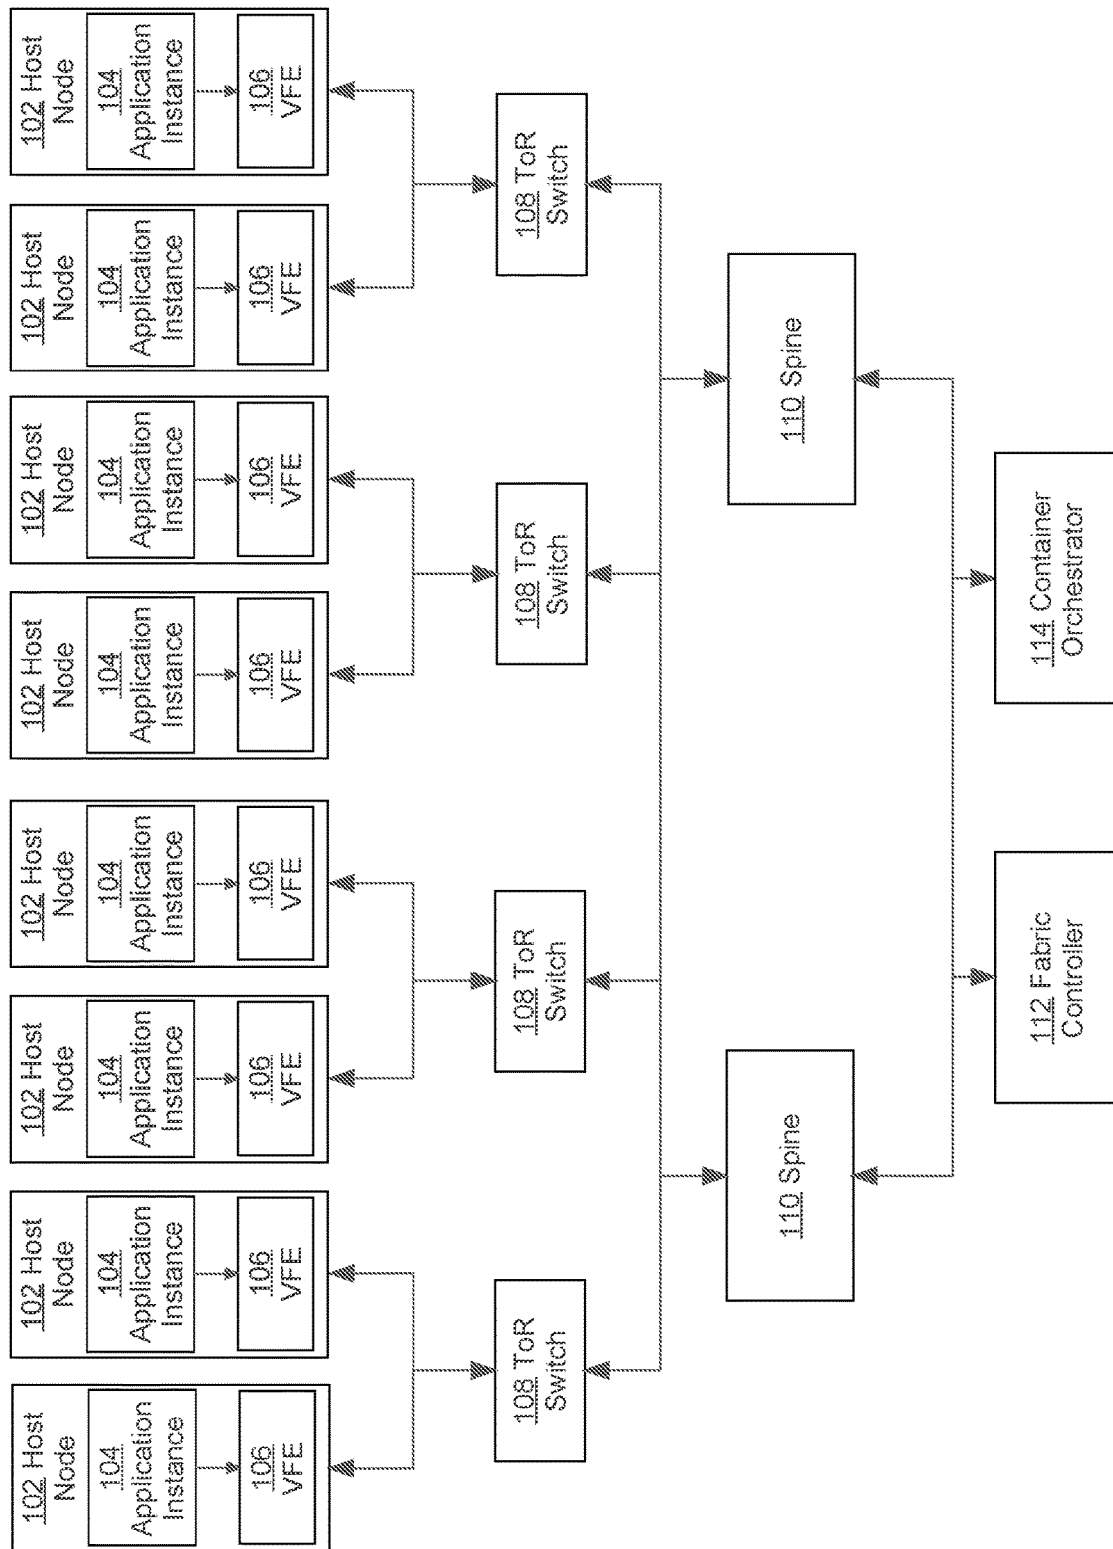 102 Host
Node
104
Application
Instance
106
VFE
102 Host
Node
104
Application
Instance
106
VFE
102 Host
Node
104
Application
Instance
106
VFE
102 Host
Node
104
Application
Instance
106
VFE
102 Host
Node
104
Application
Instance
106
VFE
102 Host
Node
104
Application
Instance
106
VFE
102 Host
Node
104
Application
Instance
106
VFE
102 Host
Node
104
Application
Instance
106
VFE
108 ToR
Switch
108 ToR
Switch
108 ToR
Switch
108 ToR
Switch
110 Spine
110 Spine
112 Fabric
Controller
114 Container
Orchestrator